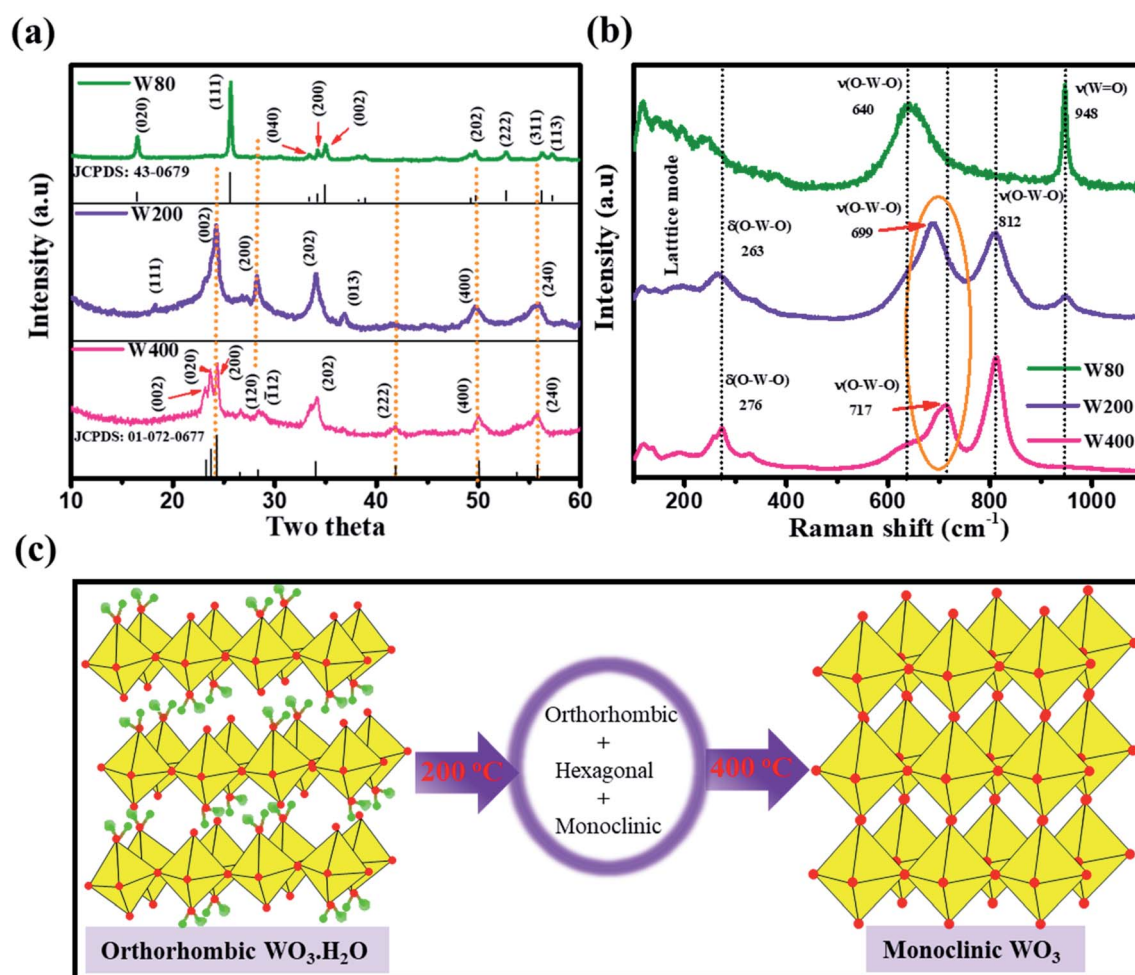 (a)
W80
(020)
(111)
(040)
(200)
(002)
(202)
(222)
(311)
(113)
JCPDS: 43-0679
W200
(111)
(002)
(200)
(202)
(013)
(400)
(240)
W400
(002)
(020)
(200)
(120)
(1̅12)
(202)
(222)
(400)
(240)
JCPDS: 01-072-0677
10 20 30 40 50 60
Two theta
Intensity (a.u)
(b)
ν(O-W-O)
640
ν(W=O)
948
Latttice mode
δ(O-W-O)
263
ν(O-W-O)
699
ν(O-W-O)
812
δ(O-W-O)
276
ν(O-W-O)
717
W80
W200
W400
200 400 600 800 1000
Raman shift (cm⁻¹)
Intensity (a.u)
(c)
200 °C
Orthorhombic
+
Hexagonal
+
Monoclinic
400 °C
Orthorhombic WO₃.H₂O
Monoclinic WO₃